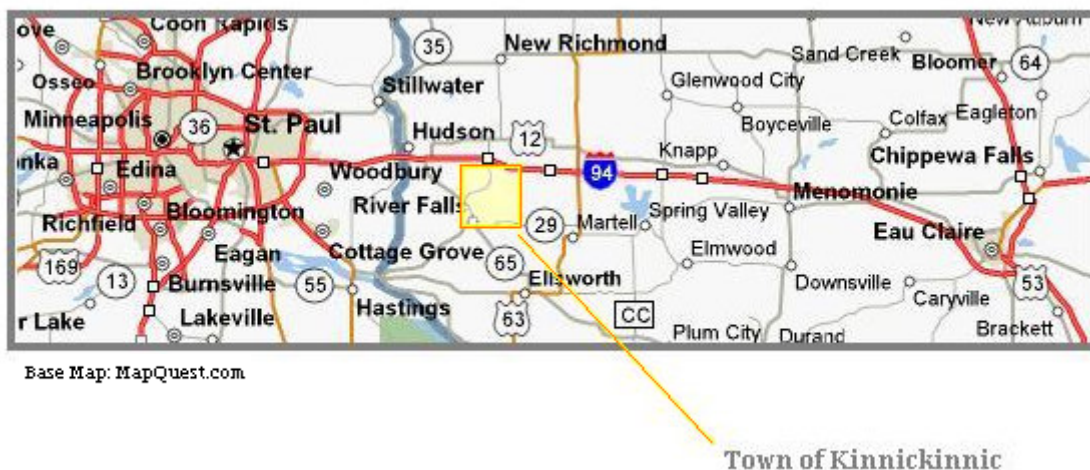 New Auburn
ove
Coon Rapids
35
New Richmond
Sand Creek
Bloomer
64
Osseo
Brooklyn Center
Stillwater
Glenwood City
Minneapolis
36
St. Paul
Hudson
12
Boyceville
Colfax
Eagleton
Knapp
Chippewa Falls
onka
Edina
Woodbury
94
Menomonie
Richfield
Bloomington
River Falls
29
Martell
Spring Valley
Eau Claire
Eagan
Cottage Grove
65
Elmwood
169
13
Burnsville
55
Ellsworth
Downsville
53
Hastings
63
CC
Caryville
r Lake
Lakeville
Plum City
Durand
Brackett
Base Map: MapQuest.com
Town of Kinnickinnic